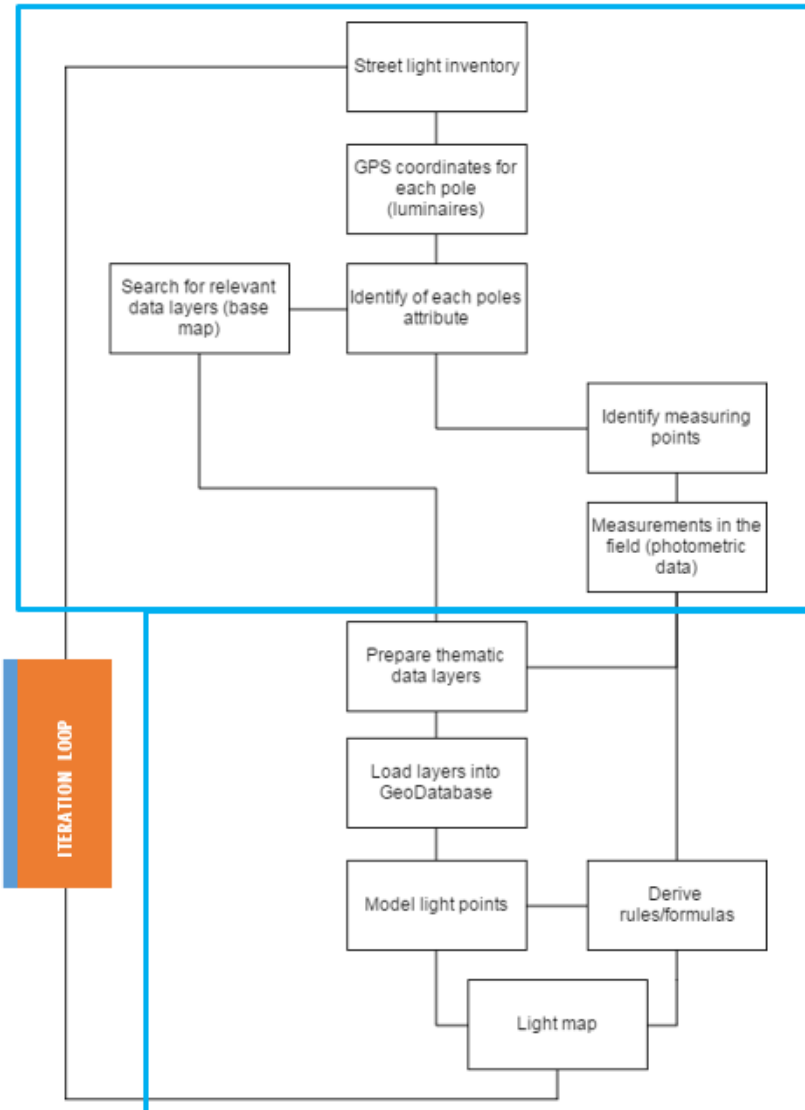 Street light inventory
GPS coordinates for
each pole
(luminaires)
Search for relevant
data layers (base
map)
Identify of each poles
attribute
Identify measuring
points
Measurements in the
field (photometric
data)
Prepare thematic
data layers
Load layers into
GeoDatabase
ITERATION LOOP
Model light points
Derive
rules/formulas
Light map